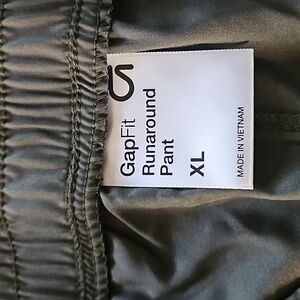 GapFit
Runaround
Pant
XL
MADE IN VIETNAM